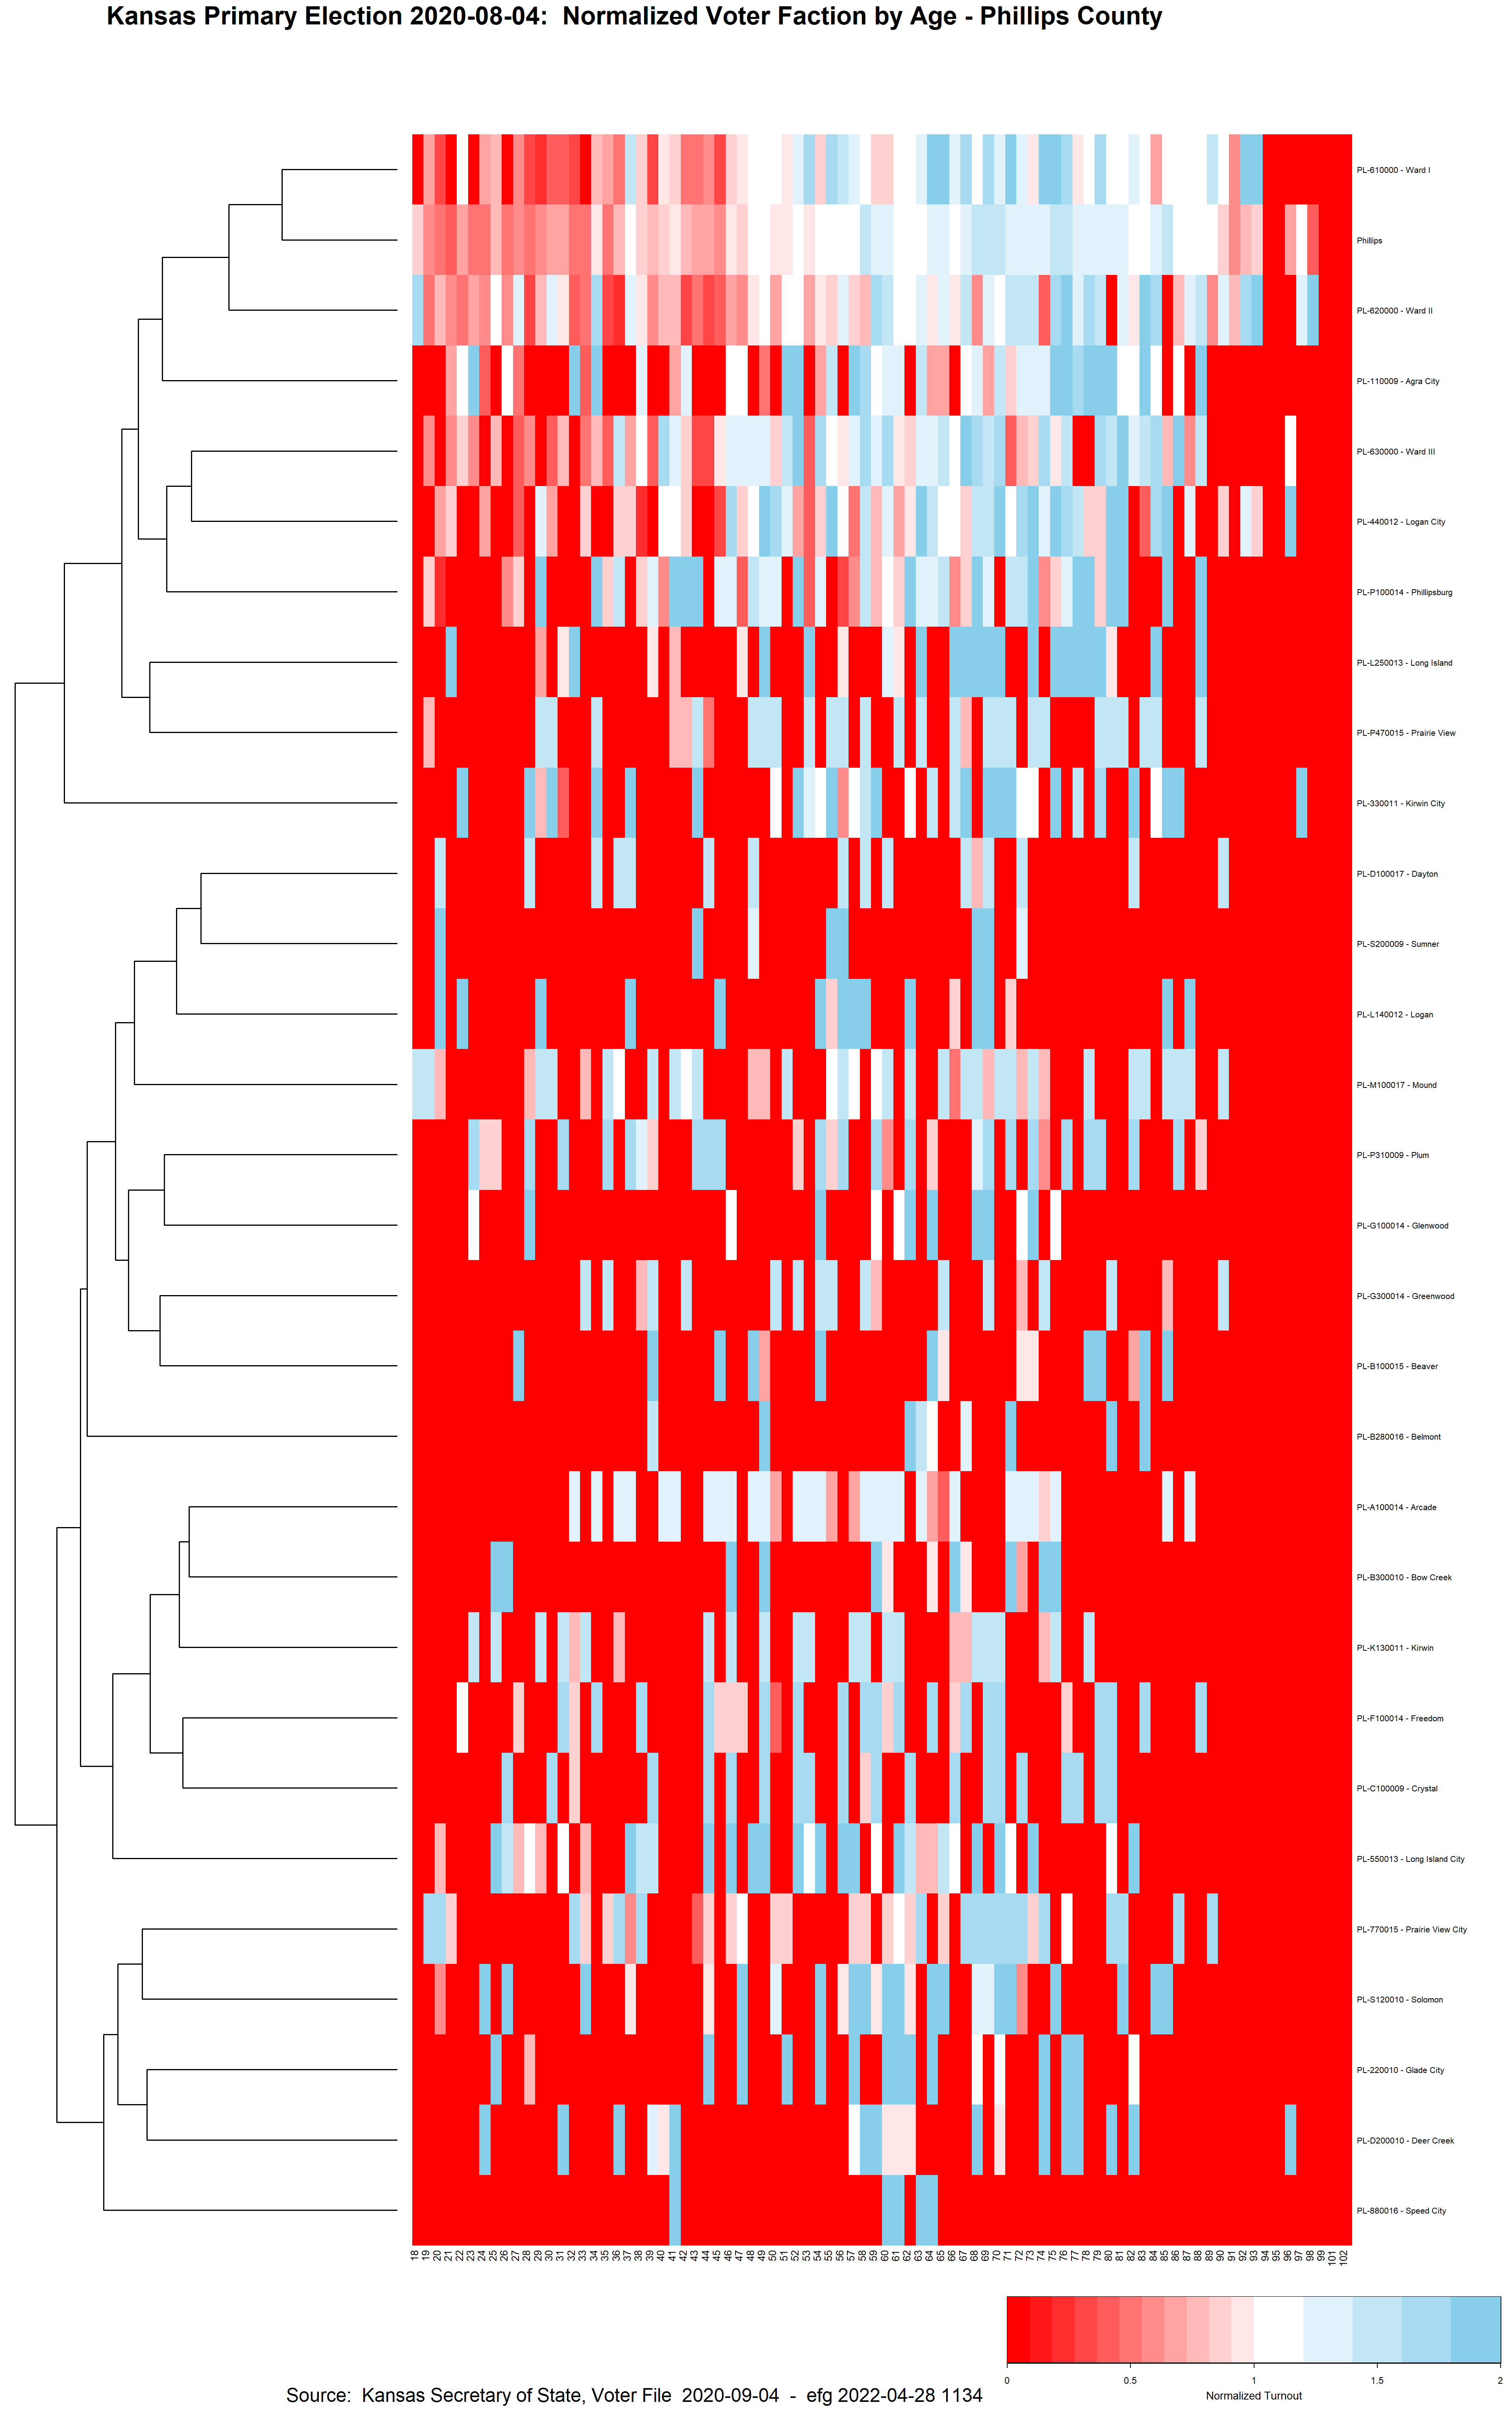 Kansas Primary Election 2020-08-04:  Normalized Voter Faction by Age - Phillips County
PL-610000 - Ward I
Phillips
PL-620000 - Ward II
PL-110009 - Agra City
PL-630000 - Ward III
PL-440012 - Logan City
PL-P100014 - Phillipsburg
PL-L250013 - Long Island
PL-P470015 - Prairie View
PL-330011 - Kirwin City
PL-D100017 - Dayton
PL-S200009 - Sumner
PL-L140012 - Logan
PL-M100017 - Mound
PL-P310009 - Plum
PL-G100014 - Glenwood
PL-G300014 - Greenwood
PL-B100015 - Beaver
PL-B280016 - Belmont
PL-A100014 - Arcade
PL-B300010 - Bow Creek
PL-K130011 - Kirwin
PL-F100014 - Freedom
PL-C100009 - Crystal
PL-550013 - Long Island City
PL-770015 - Prairie View City
PL-S120010 - Solomon
PL-220010 - Glade City
PL-D200010 - Deer Creek
PL-880016 - Speed City
18 19 20 21 22 23 24 25 26 27 28 29 30 31 32 33 34 35 36 37 38 39 40 41 42 43 44 45 46 47 48 49 50 51 52 53 54 55 56 57 58 59 60 61 62 63 64 65 66 67 68 69 70 71 72 73 74 75 76 77 78 79 80 81 82 83 84 85 86 87 88 89 90 91 92 93 94 95 96 97 98 99 101 102
0 0.5 1 1.5 2
Normalized Turnout
Source:  Kansas Secretary of State, Voter File  2020-09-04  -  efg 2022-04-28 1134